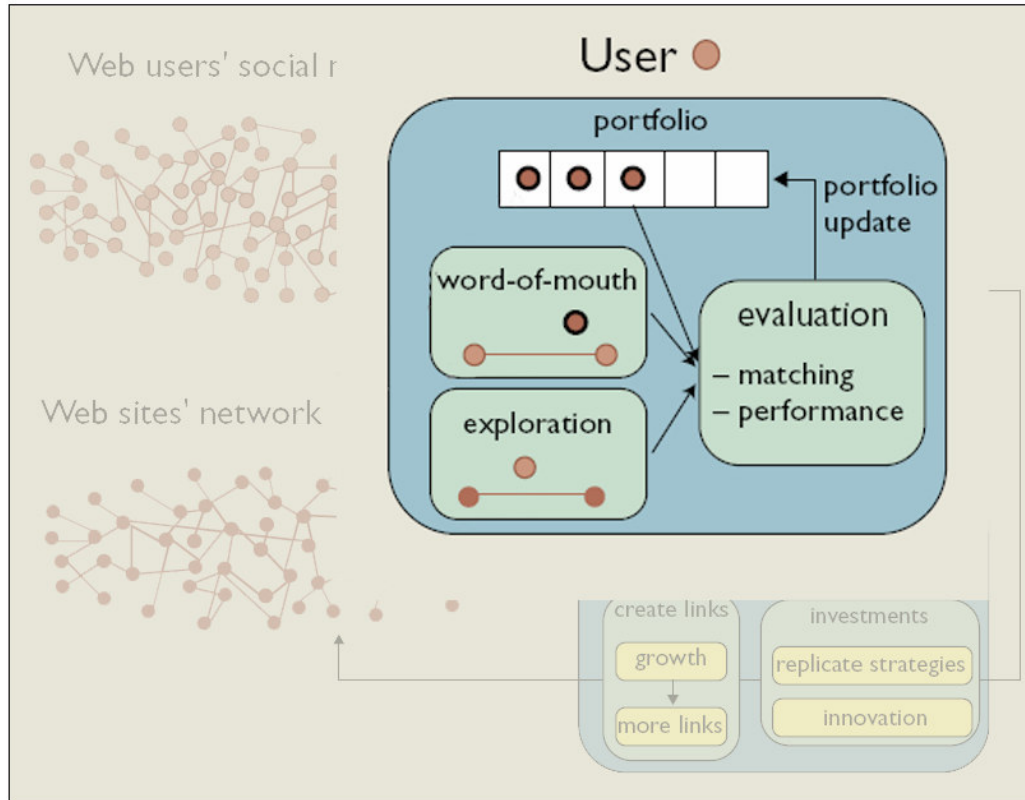 Web users' social
User
portfolio
portfolio
update
word-of-mouth
evaluation
– matching
– performance
exploration
Web sites' network
create links
growth
more links
investments
replicate strategies
innovation